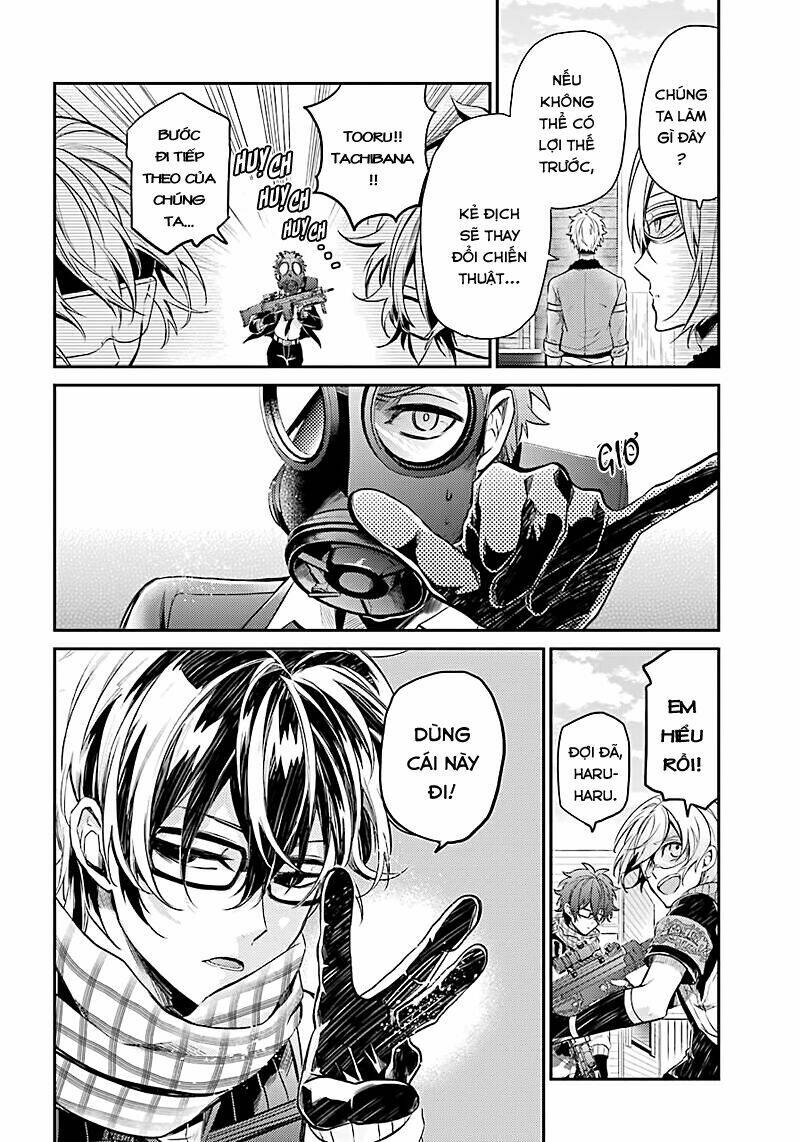 CHÚNG
TA LÀM
GÌ ĐÂY
?
NẾU
KHÔNG
THỂ CÓ
LỢI THẾ
TRƯỚC,
KẺ ĐỊCH
SẼ THAY
ĐỔI CHIẾN
THUẬT...
TOORU!!
TACHIBANA
!!
HUỴCH
HUỴCH
HUỴCH
BƯỚC
ĐI TIẾP
THEO CỦA
CHÚNG
TA...
GIƠ
EM
HIỂU
RỒI!
ĐỢI ĐÃ,
HARU-
HARU.
DÙNG
CÁI NÀY
ĐI!